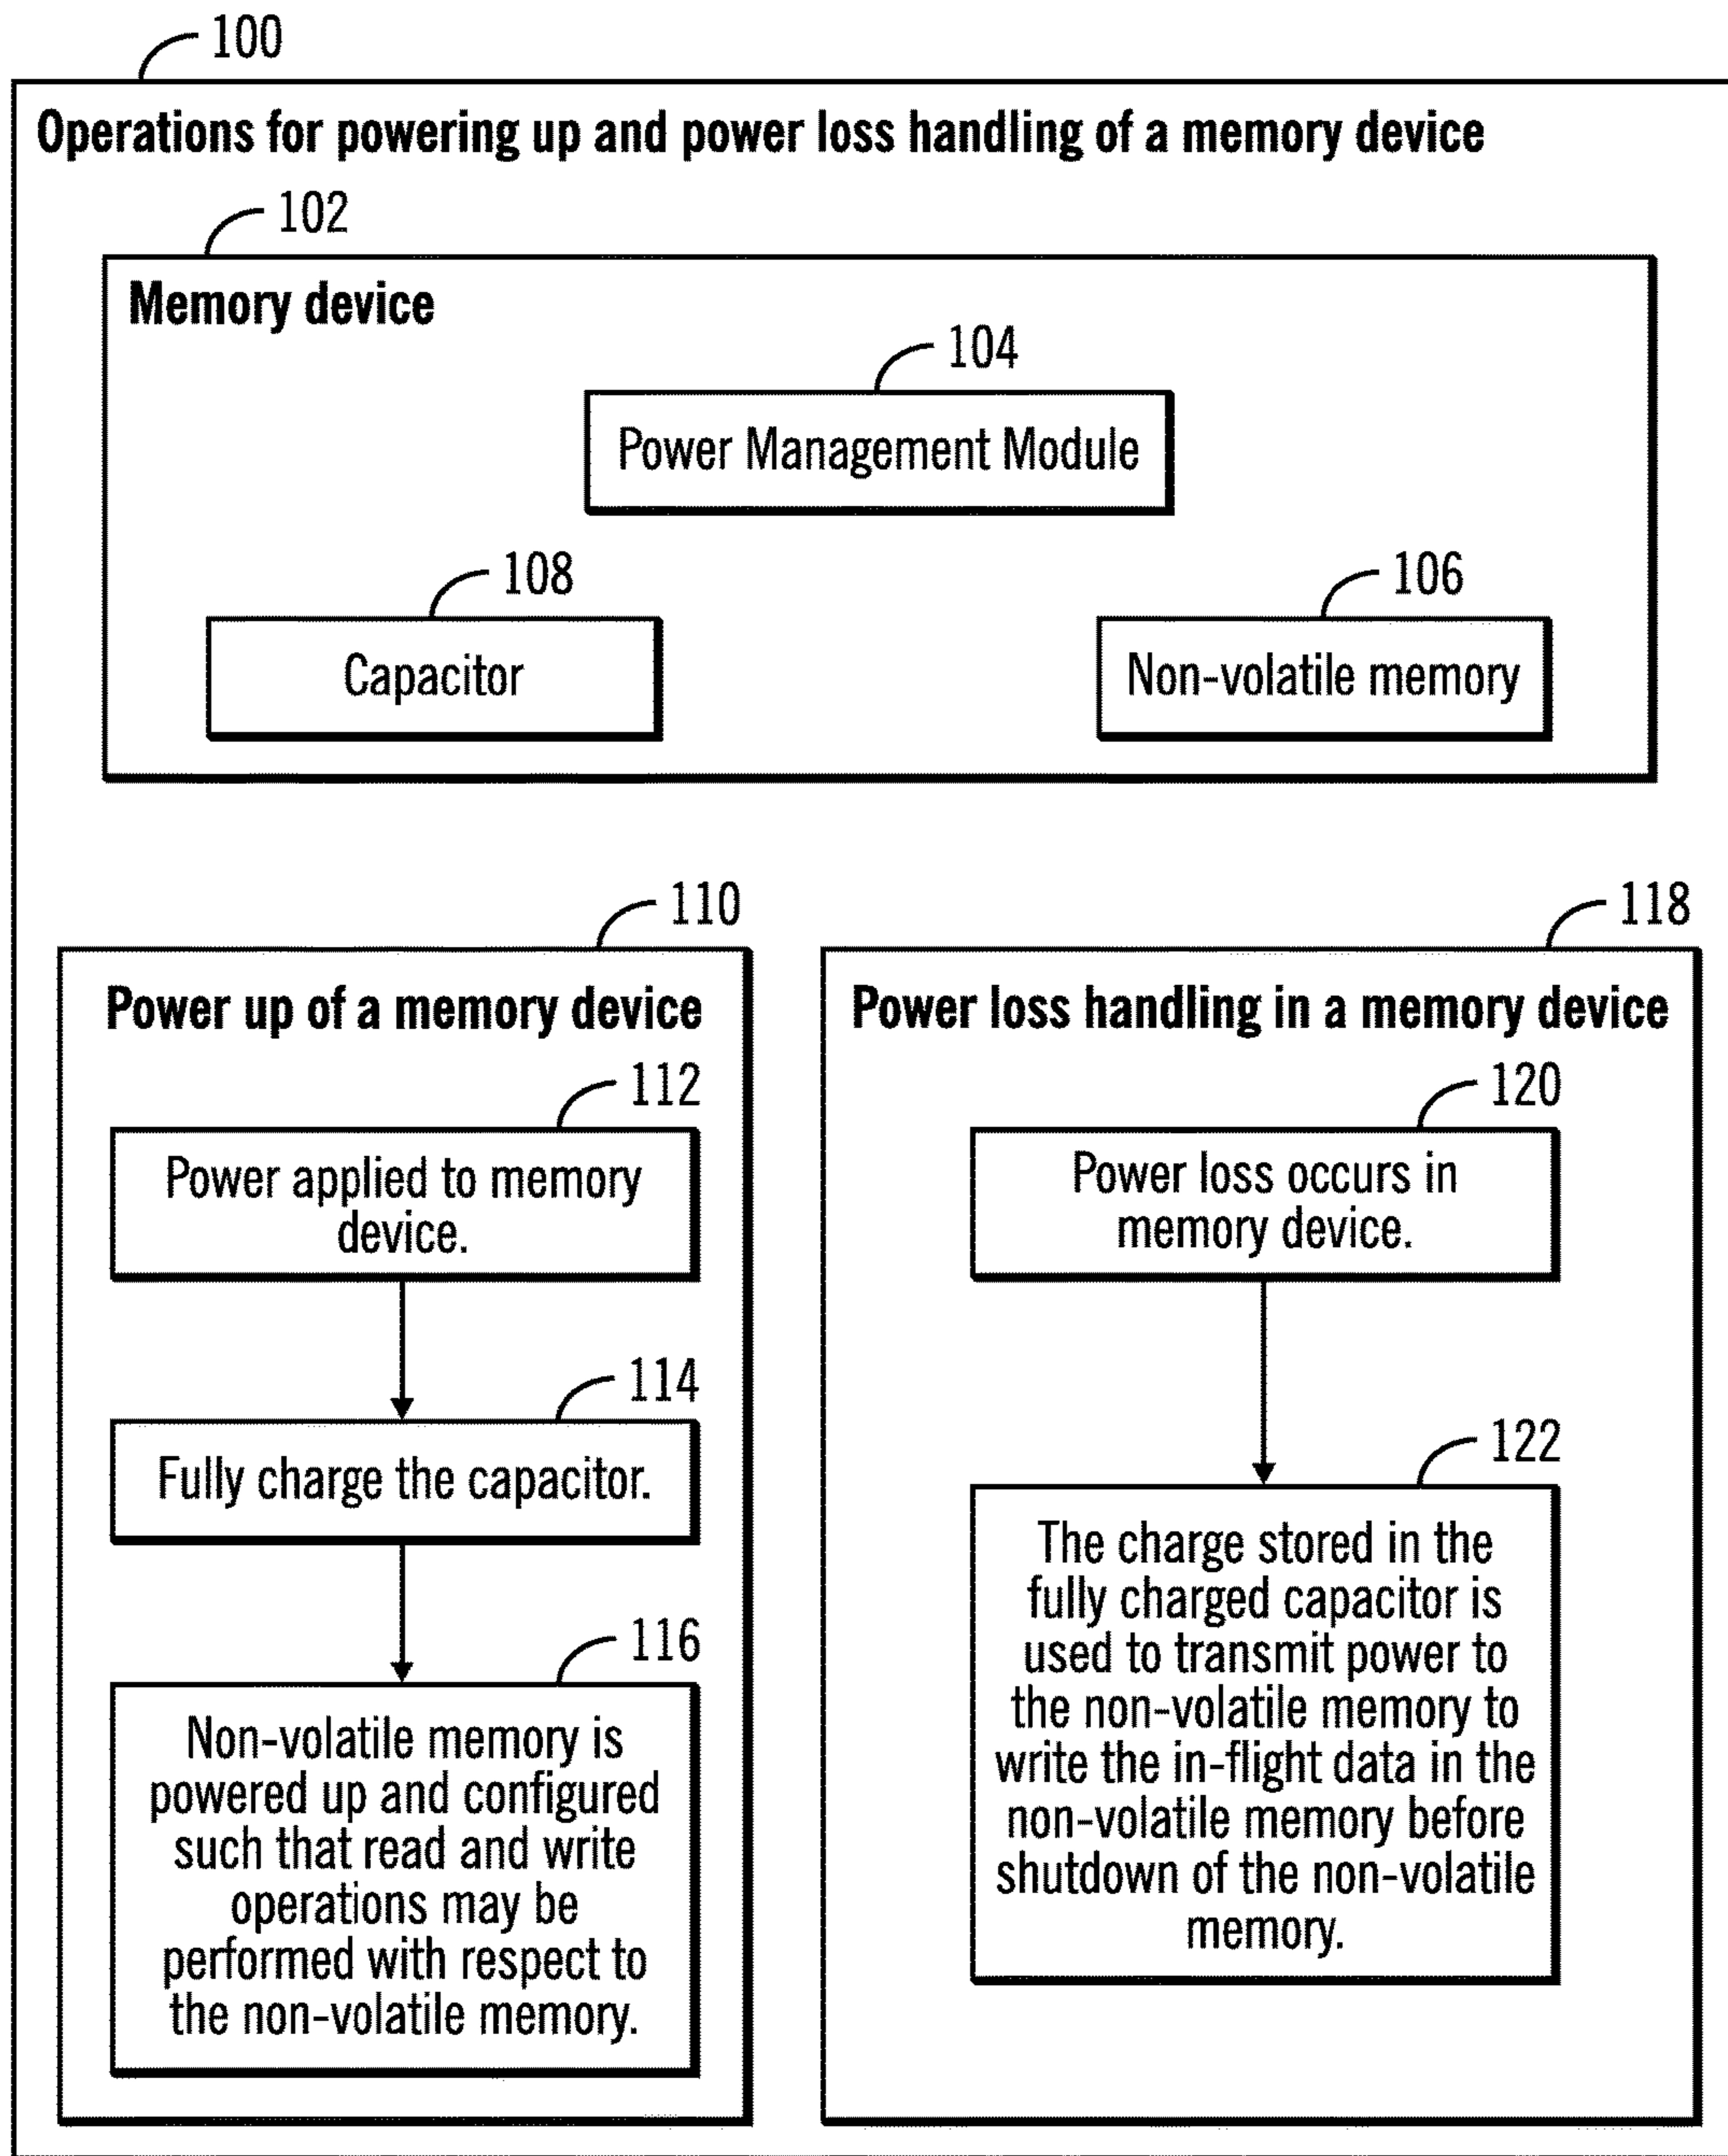 100
Operations for powering up and power loss handling of a memory device
102
Memory device
104
Power Management Module
108
Capacitor
106
Non-volatile memory
110
Power up of a memory device
112
Power applied to memory
device.
114
Fully charge the capacitor.
116
Non-volatile memory is
powered up and configured
such that read and write
operations may be
performed with respect to
the non-volatile memory.
118
Power loss handling in a memory device
120
Power loss occurs in
memory device.
122
The charge stored in the
fully charged capacitor is
used to transmit power to
the non-volatile memory to
write the in-flight data in the
non-volatile memory before
shutdown of the non-volatile
memory.